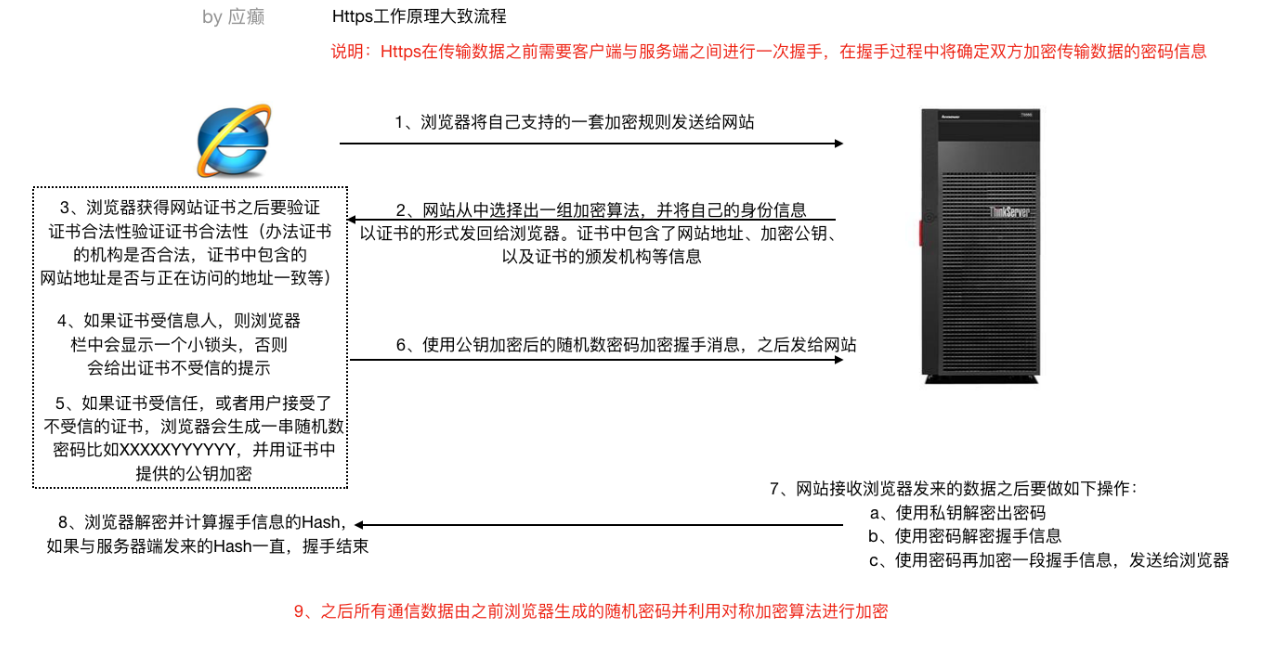 by 应癫
Https工作原理大致流程
说明：Https在传输数据之前需要客户端与服务端之间进行一次握手，在握手过程中将确定双方加密传输数据的密码信息
1、浏览器将自己支持的一套加密规则发送给网站
2、网站从中选择出一组加密算法，并将自己的身份信息
以证书的形式发回给浏览器。证书中包含了网站地址、加密公钥、
以及证书的颁发机构等信息
3、浏览器获得网站证书之后要验证
证书合法性验证证书合法性（办法证书
的机构是否合法，证书中包含的
网站地址是否与正在访问的地址一致等）
4、如果证书受信息人，则浏览器
栏中会显示一个小锁头，否则
会给出证书不受信的提示
5、如果证书受信任，或者用户接受了
不受信的证书，浏览器会生成一串随机数
密码比如XXXXXYYYYYY，并用证书中
提供的公钥加密
6、使用公钥加密后的随机数密码加密握手消息，之后发给网站
ThinkServer
7、网站接收浏览器发来的数据之后要做如下操作：
a、使用私钥解密出密码
b、使用密码解密握手信息
c、使用密码再加密一段握手信息，发送给浏览器
8、浏览器解密并计算握手信息的Hash，
如果与服务器端发来的Hash一直，握手结束
9、之后所有通信数据由之前浏览器生成的随机密码并利用对称加密算法进行加密